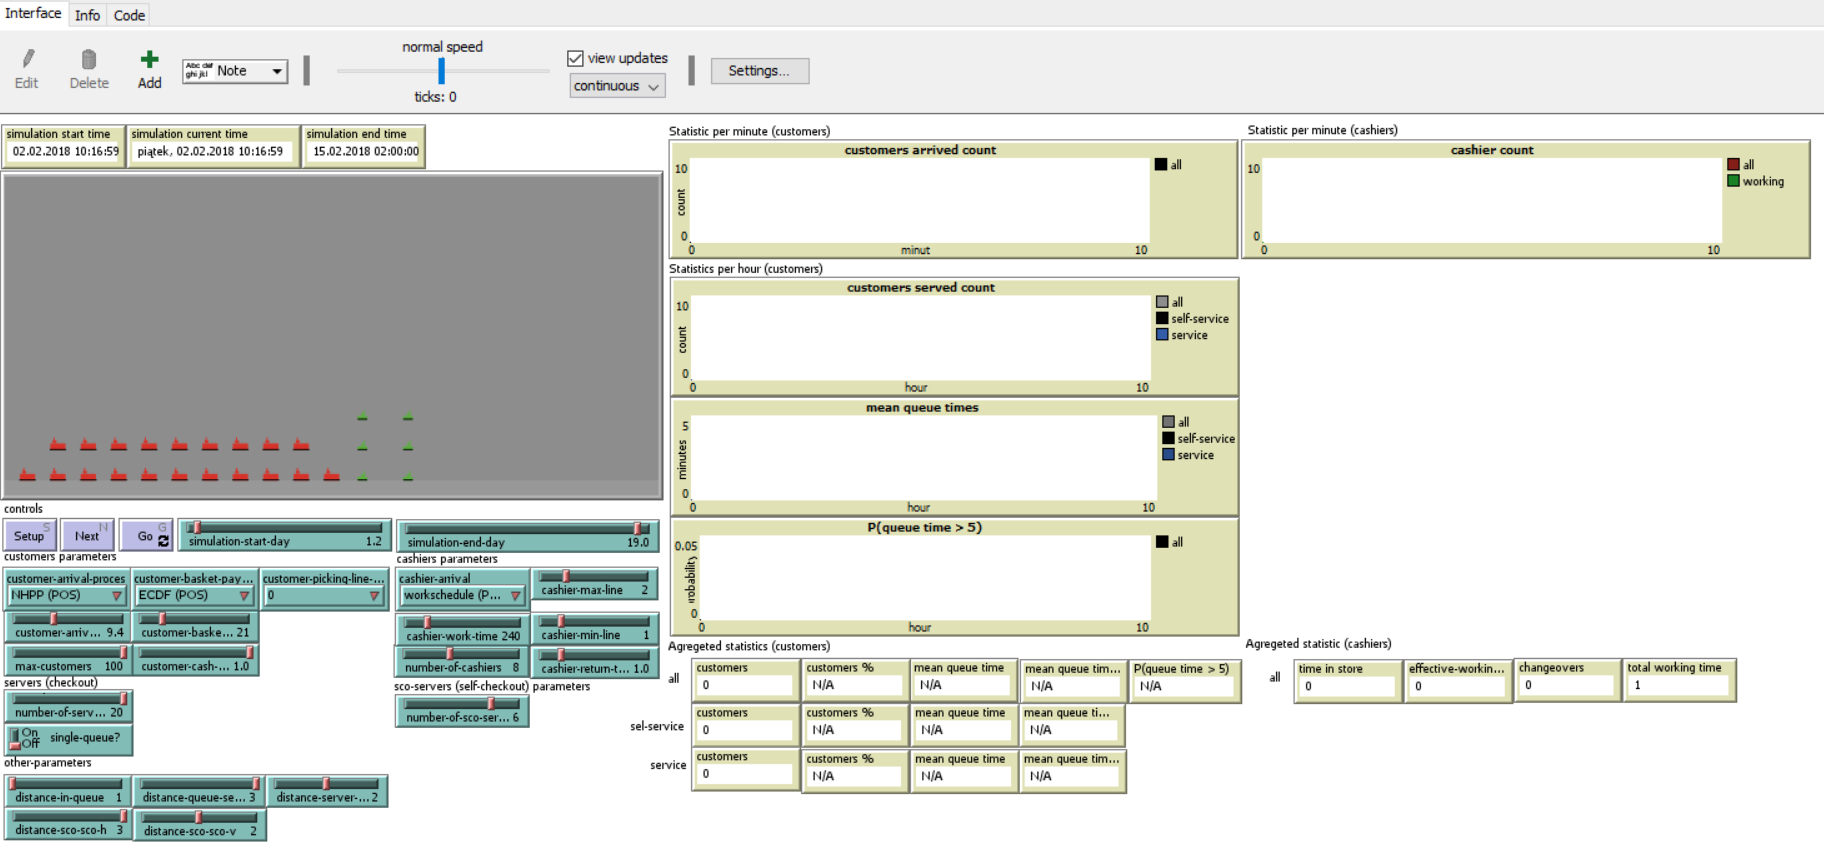 Interface Info Code
Edit Delete Add
Abc def
ghi jkl
Note
normal speed
ticks: 0
view updates
continuous
Settings...
simulation start time
02.02.2018 10:16:59
simulation current time
piątek, 02.02.2018 10:16:59
simulation end time
15.02.2018 02:00:00
Statistic per minute (customers)
customers arrived count
10
count
0
0
minut
10
all
Statistic per minute (cashiers)
cashier count
10
0
0
10
all
working
Statistics per hour (customers)
customers served count
10
count
0
0
hour
10
all
self-service
service
mean queue times
5
minutes
0
0
hour
10
all
self-service
service
P(queue time > 5)
0.05
0
0
hour
10
all
controls
Setup S
Next N
Go G
simulation-start-day 1.2
simulation-end-day 19.0
customers parameters
customer-arrival-proces
NHPP (POS)
customer-basket-pay...
ECDF (POS)
customer-picking-line-...
0
customer-arriv... 9.4
customer-baske... 21
max-customers 100
customer-cash-... 1.0
cashiers parameters
cashier-arrival
workschedule (P...
cashier-max-line 2
cashier-work-time 240
cashier-min-line 1
number-of-cashiers 8
cashier-return-t... 1.0
servers (checkout)
number-of-serv... 20
On
Off
single-queue?
sco-servers (self-checkout) parameters
number-of-sco-ser... 6
other-parameters
distance-in-queue 1
distance-queue-se... 3
distance-server-... 2
distance-sco-sco-h 3
distance-sco-sco-v 2
Agregeted statistics (customers)
all
customers
0
customers %
N/A
mean queue time
N/A
mean queue tim...
N/A
P(queue time > 5)
N/A
sel-service
customers
0
customers %
N/A
mean queue time
N/A
mean queue ti...
N/A
service
customers
0
customers %
N/A
mean queue time
N/A
mean queue tim...
N/A
Agregeted statistic (cashiers)
all
time in store
0
effective-workin...
0
changeovers
0
total working time
1